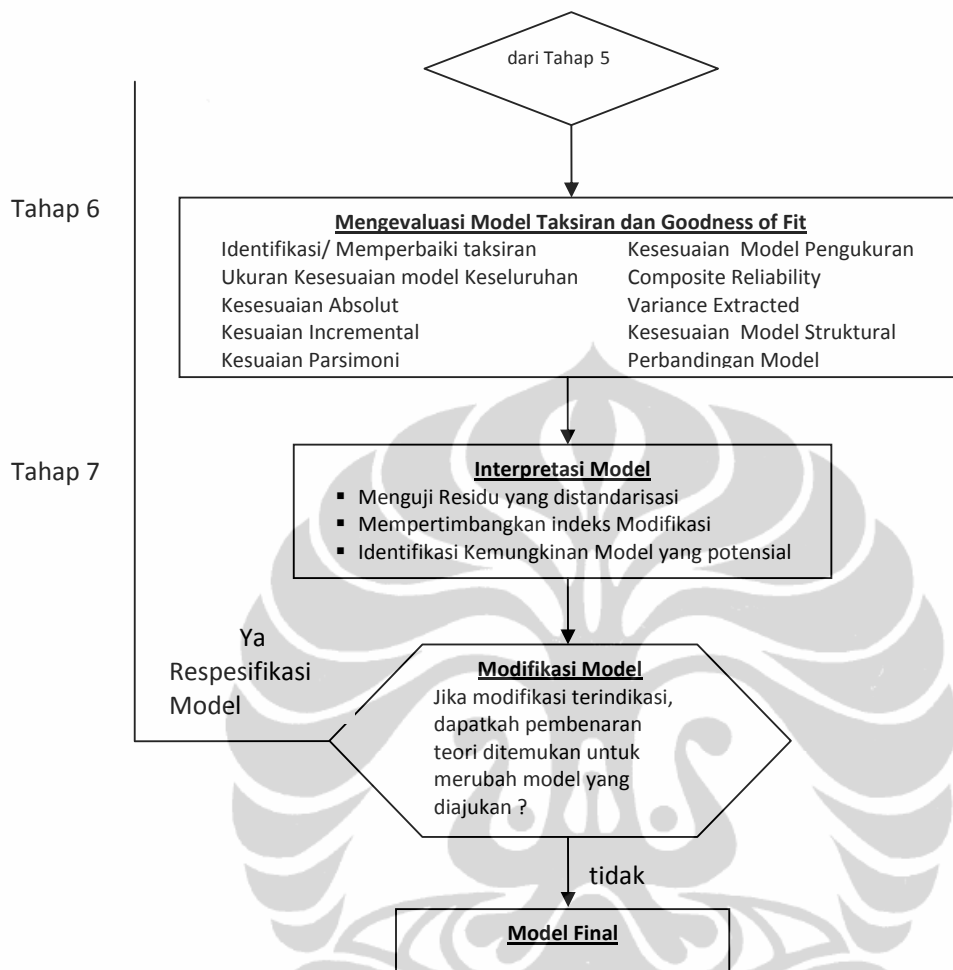 dari Tahap 5
Tahap 6
Mengevaluasi Model Taksiran dan Goodness of Fit
Identifikasi/ Memperbaiki taksiran
Ukuran Kesesuaian model Keseluruhan
Kesesuaian Absolut
Kesuaian Incremental
Kesuaian Parsimoni
Kesesuaian Model Pengukuran
Composite Reliability
Variance Extracted
Kesesuaian Model Struktural
Perbandingan Model
Tahap 7
Interpretasi Model
▪ Menguji Residu yang distandarisasi
▪ Mempertimbangkan indeks Modifikasi
▪ Identifikasi Kemungkinan Model yang potensial
Ya
Respesifikasi
Model
Modifikasi Model
Jika modifikasi terindikasi,
dapatkah pembenaran
teori ditemukan untuk
merubah model yang
diajukan ?
tidak
Model Final